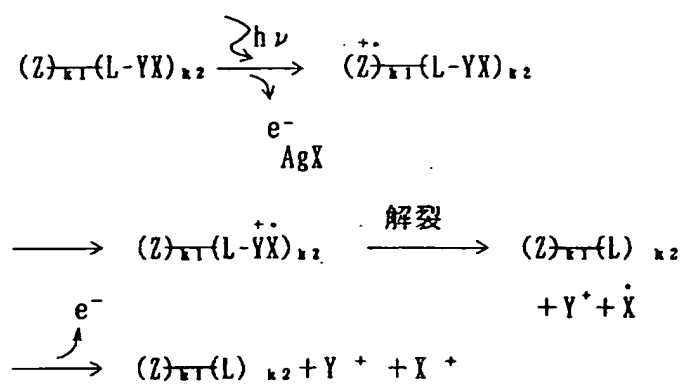 hν
(Z)k1(L-YX)k2 → (Z)+·k1(L-YX)k2
e-
AgX
→ (Z)k1(L-YX)+·k2 解裂 → (Z)k1(L) k2
+ Y+ + Ẋ
e-
→ (Z)k1(L) k2 + Y + + X +